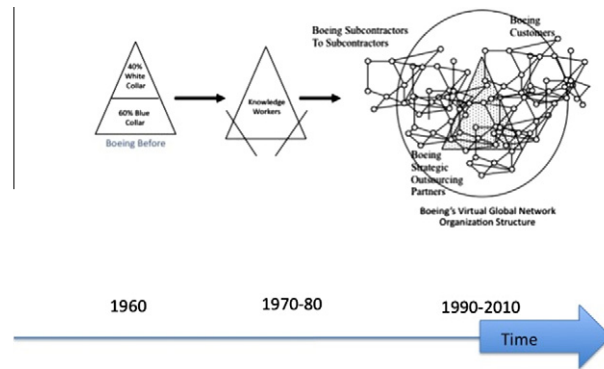 Boeing Subcontractors
To Subcontractors
Boeing
Customers
40%
White
Collar
60% Blue
Collar
Boeing Before
Knowledge
Workers
Boeing
Strategic
Outsourcing
Partners
Boeing's Virtual Global Network
Organization Structure
1960
1970-80
1990-2010
Time